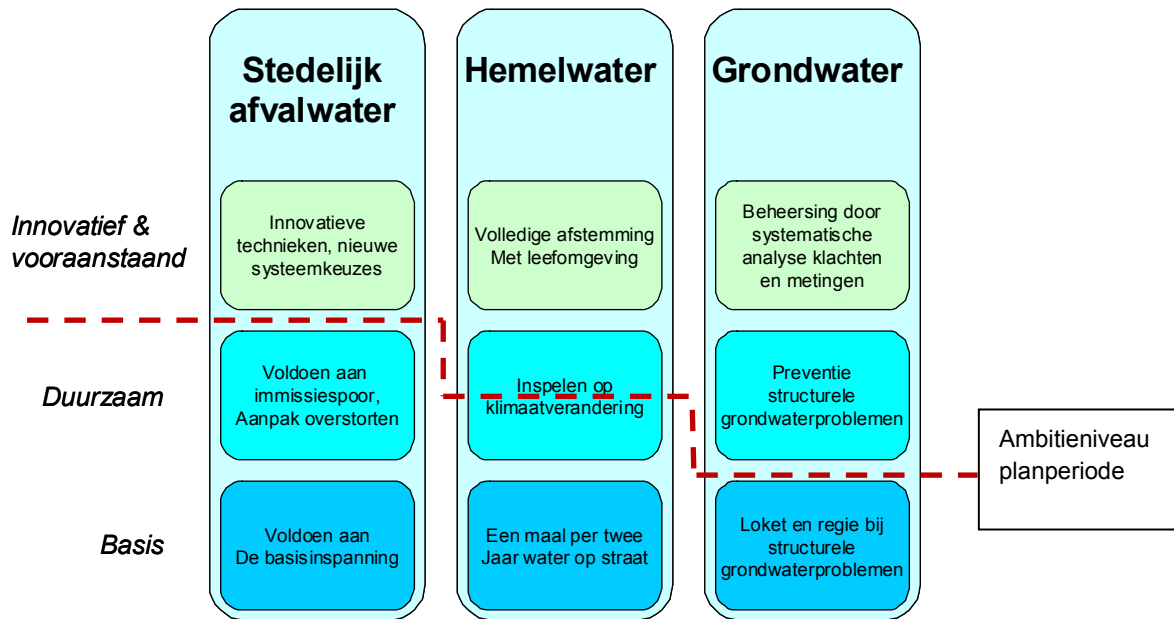 Stedelijk
afvalwater
Hemelwater
Grondwater
Innovatief &
vooraanstaand
Innovatieve
technieken, nieuwe
systeemkeuzes
Volledige afstemming
Met leefomgeving
Beheersing door
systematische
analyse klachten
en metingen
Duurzaam
Voldoen aan
immissiespoor,
Aanpak overstorten
Inspelen op
klimaatverandering
Preventie
structurele
grondwaterproblemen
Ambitieniveau
planperiode
Basis
Voldoen aan
De basisinspanning
Een maal per twee
Jaar water op straat
Loket en regie bij
structurele
grondwaterproblemen